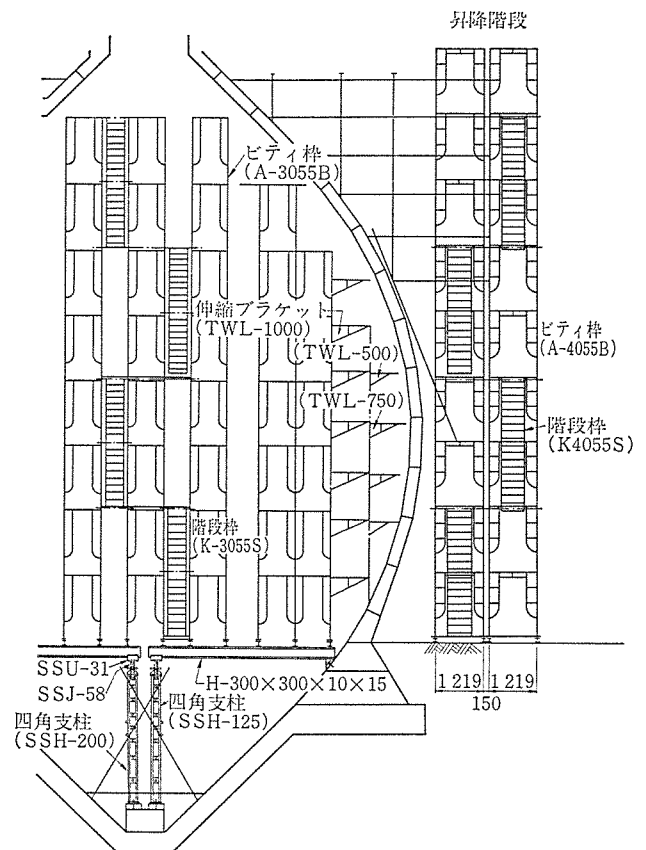 昇降階段
ビティ枠
(A-3055B)
伸縮ブラケット
(TWL-1000)
(TWL-500)
(TWL-750)
ビティ枠
(A-4055B)
階段枠
(K4055S)
階段枠
(K-3055S)
SSU-31
SSJ-58
H-300×300×10×15
四角支柱
(SSH-125)
四角支柱
(SSH-200)
1 219
1 219
150